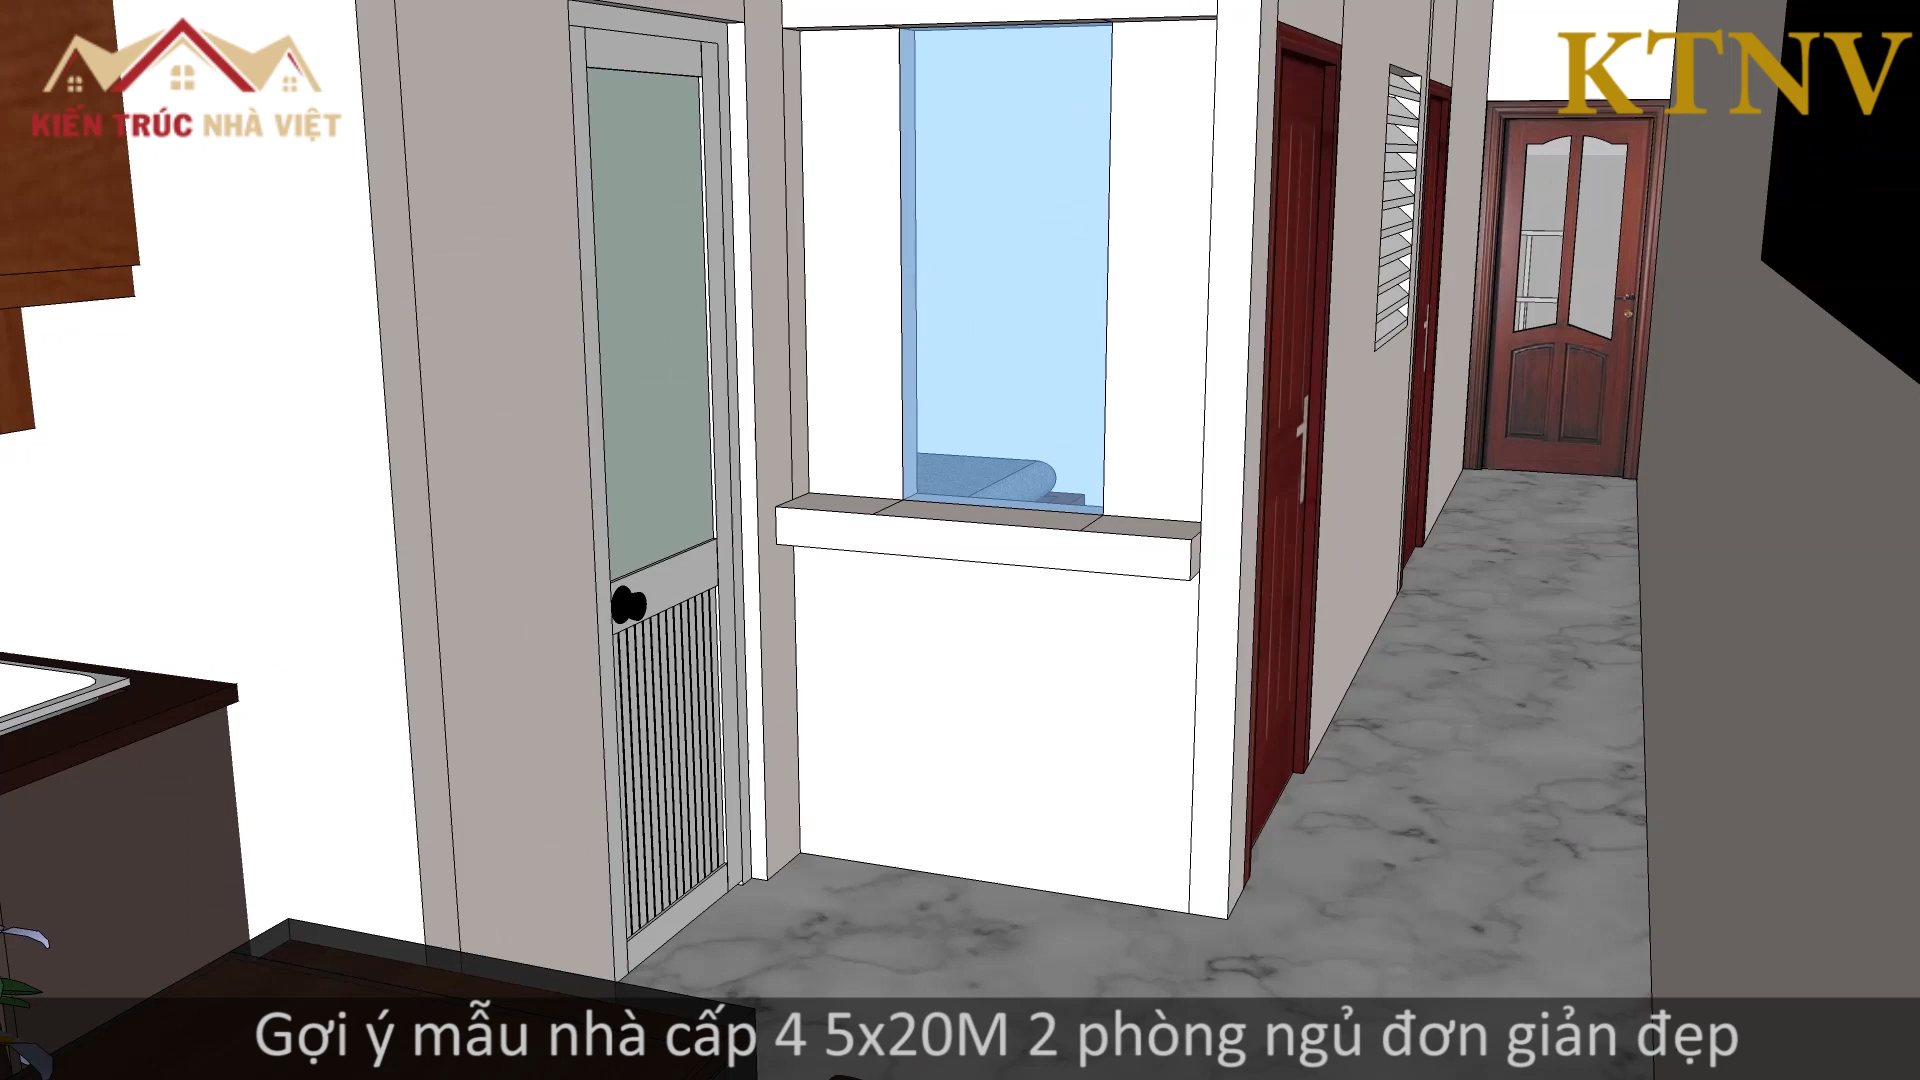 KIẾN TRÚC NHÀ VIỆT
KTNV
Gợi ý mẫu nhà cấp 4 5x20M 2 phòng ngủ đơn giản đẹp